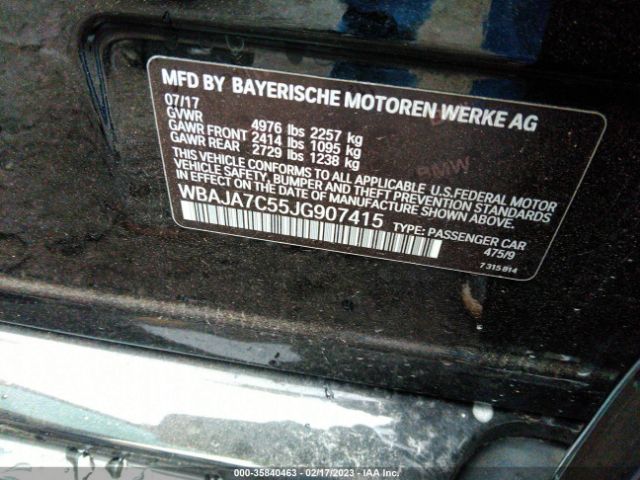 MFD BY BAYERISCHE MOTOREN WERKE AG
07/17
GVWR 4976 lbs 2257 kg
GAWR FRONT 2414 lbs 1095 kg
GAWR REAR 2729 lbs 1238 kg
THIS VEHICLE CONFORMS TO ALL APPLICABLE U.S. FEDERAL MOTOR
VEHICLE SAFETY, BUMPER AND THEFT PREVENTION STANDARDS
IN EFFECT ON THE DATE OF MANUFACTURE SHOWN ABOVE.
WBAJA7C55JG907415 TYPE: PASSENGER CAR
475/9
7 315 814
BMW
000-35840463 - 02/17/2023 - IAA Inc.